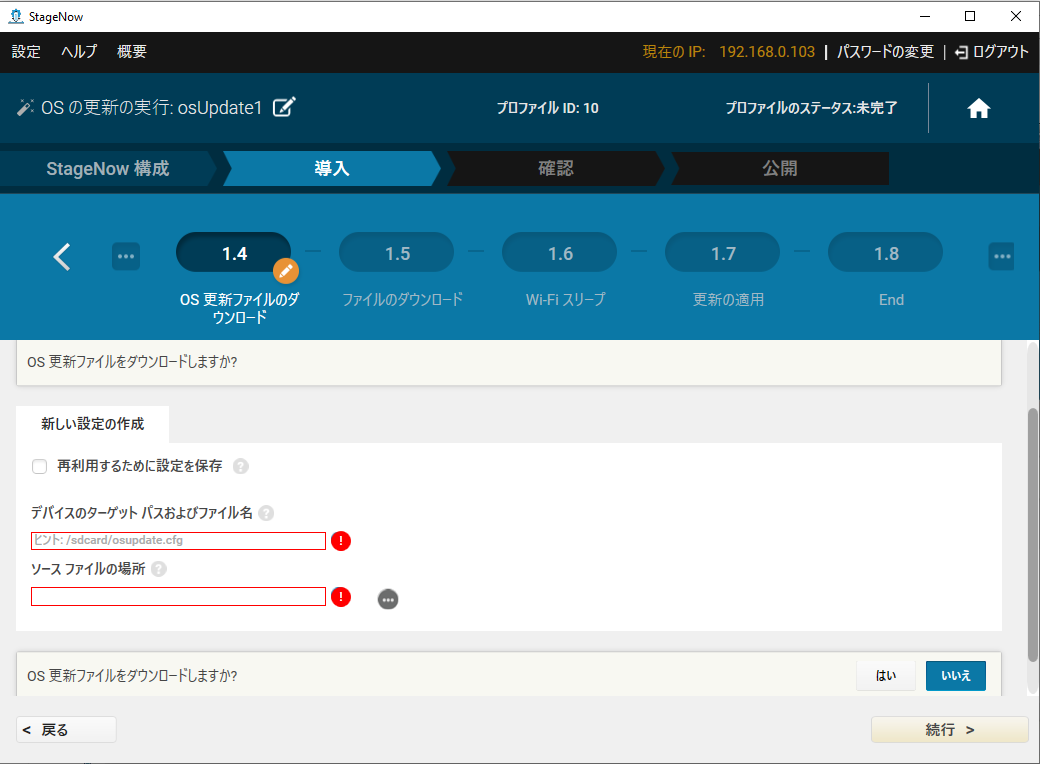 StageNow
設定 ヘルプ 概要 現在の IP: 192.168.0.103 | パスワードの変更 | ログアウト
OS の更新の実行: osUpdate1 プロファイル ID: 10 プロファイルのステータス:未完了
StageNow 構成 導入 確認 公開
1.4 1.5 1.6 1.7 1.8
OS 更新ファイルのダ ファイルのダウンロード Wi-Fi スリープ 更新の適用 End
ウンロード
OS 更新ファイルをダウンロードしますか?
新しい設定の作成
再利用するために設定を保存 ?
デバイスのターゲット パスおよびファイル名 ?
ヒント: /sdcard/osupdate.cfg !
ソース ファイルの場所 ?
!
OS 更新ファイルをダウンロードしますか? はい いいえ
< 戻る 続行 >